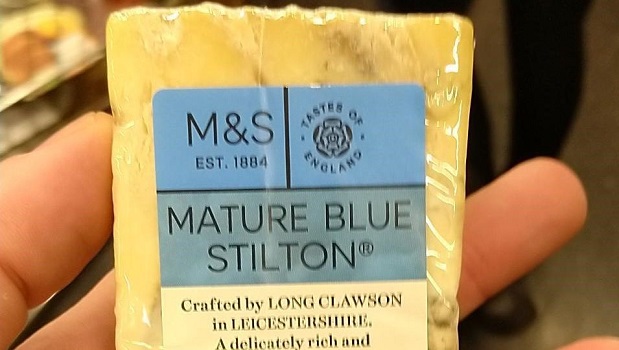 M&S
EST. 1884
TASTES OF
ENGLAND
MATURE BLUE
STILTON®
Crafted by LONG CLAWSON
in LEICESTERSHIRE.
A delicately rich and